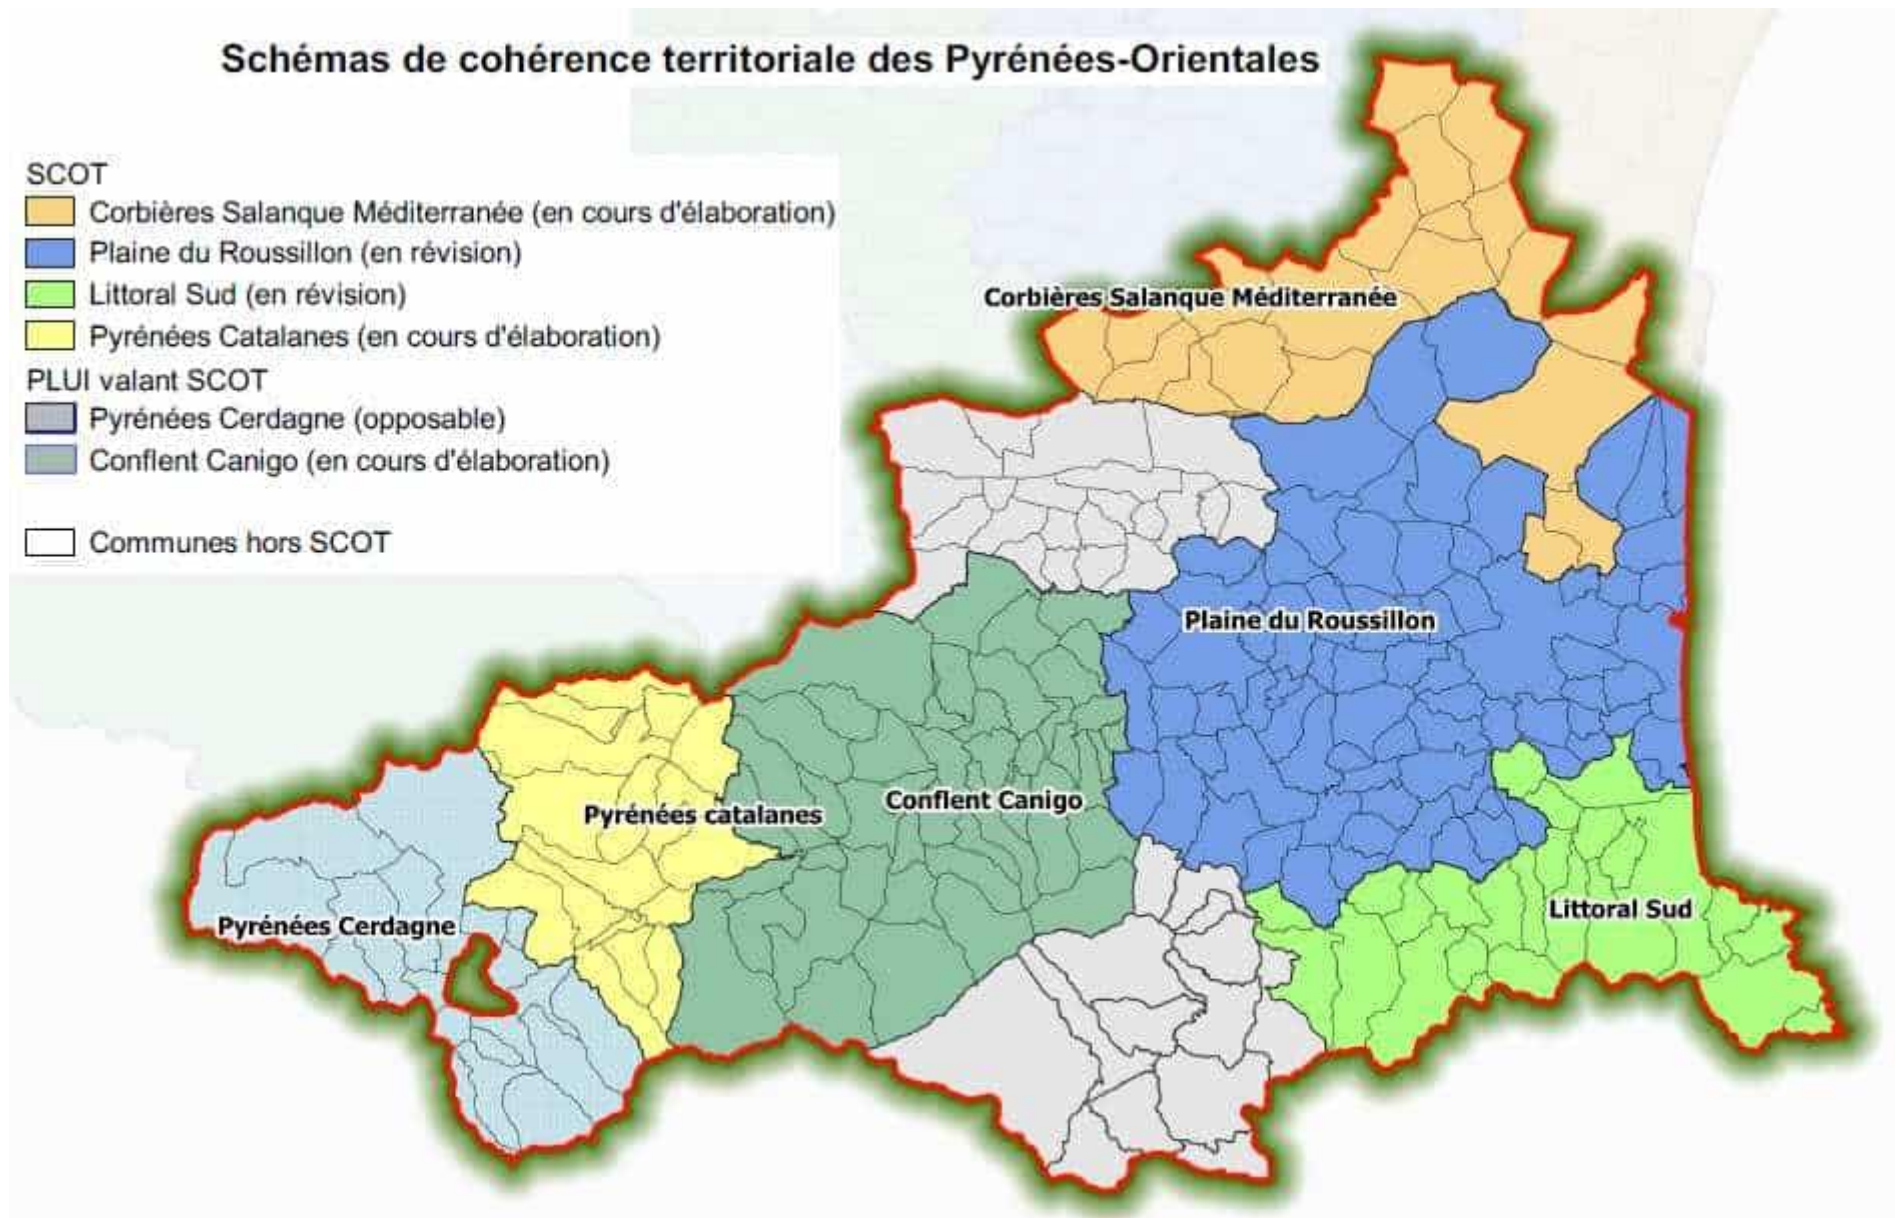 Schémas de cohérence territoriale des Pyrénées-Orientales
SCOT
Corbières Salanque Méditerranée (en cours d'élaboration)
Plaine du Roussillon (en révision)
Littoral Sud (en révision)
Pyrénées Catalanes (en cours d'élaboration)
PLUI valant SCOT
Pyrénées Cerdagne (opposable)
Conflent Canigo (en cours d'élaboration)
Communes hors SCOT
Corbières Salanque Méditerranée
Plaine du Roussillon
Conflent Canigo
Pyrénées catalanes
Littoral Sud
Pyrénées Cerdagne